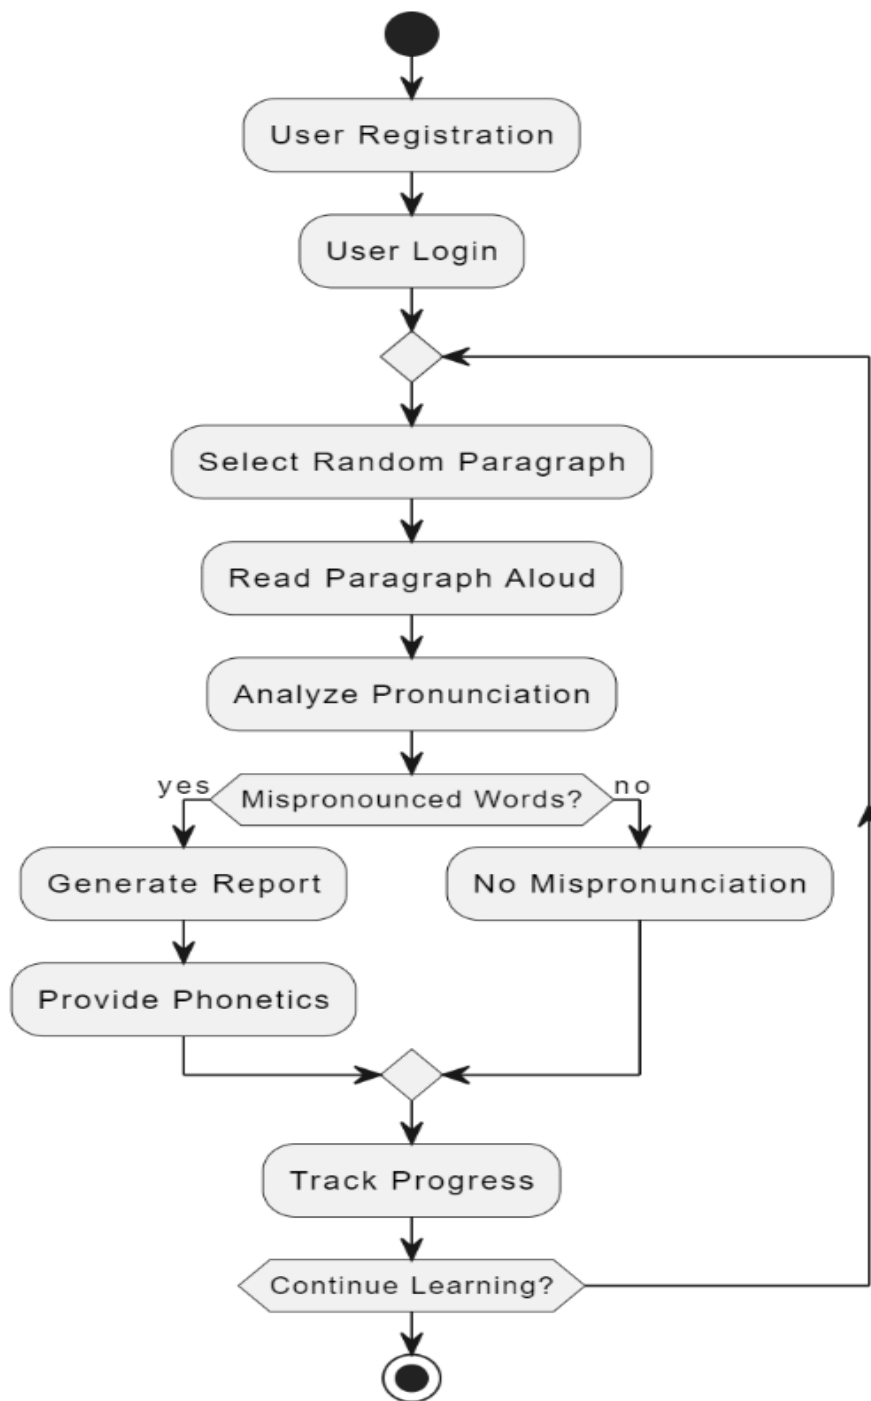 User Registration
User Login
Select Random Paragraph
Read Paragraph Aloud
Analyze Pronunciation
yes
Mispronounced Words?
no
Generate Report
No Mispronunciation
Provide Phonetics
Track Progress
Continue Learning?